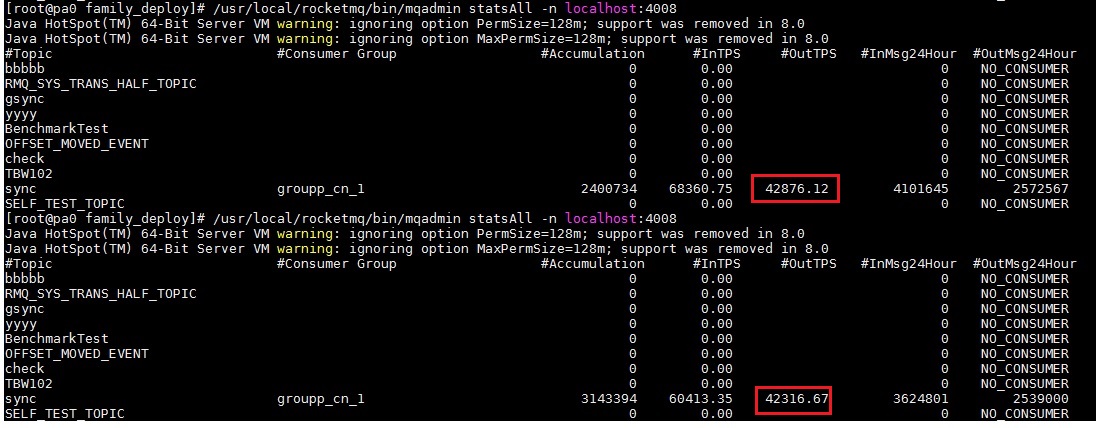 [root@pa0 family_deploy]# /usr/local/rocketmq/bin/mqadmin statsAll -n localhost:4008
Java HotSpot(TM) 64-Bit Server VM warning: ignoring option PermSize=128m; support was removed in 8.0
Java HotSpot(TM) 64-Bit Server VM warning: ignoring option MaxPermSize=128m; support was removed in 8.0
#Topic #Consumer Group #Accumulation #InTPS #OutTPS #InMsg24Hour #OutMsg24Hour
bbbbb 0 0.00 0 NO_CONSUMER
RMQ_SYS_TRANS_HALF_TOPIC 0 0.00 0 NO_CONSUMER
gsync 0 0.00 0 NO_CONSUMER
yyyy 0 0.00 0 NO_CONSUMER
BenchmarkTest 0 0.00 0 NO_CONSUMER
OFFSET_MOVED_EVENT 0 0.00 0 NO_CONSUMER
check 0 0.00 0 NO_CONSUMER
TBW102 0 0.00 0 NO_CONSUMER
sync groupp_cn_1 2400734 68360.75 42876.12 4101645 2572567
SELF_TEST_TOPIC 0 0.00 0 NO_CONSUMER
[root@pa0 family_deploy]# /usr/local/rocketmq/bin/mqadmin statsAll -n localhost:4008
Java HotSpot(TM) 64-Bit Server VM warning: ignoring option PermSize=128m; support was removed in 8.0
Java HotSpot(TM) 64-Bit Server VM warning: ignoring option MaxPermSize=128m; support was removed in 8.0
#Topic #Consumer Group #Accumulation #InTPS #OutTPS #InMsg24Hour #OutMsg24Hour
bbbbb 0 0.00 0 NO_CONSUMER
RMQ_SYS_TRANS_HALF_TOPIC 0 0.00 0 NO_CONSUMER
gsync 0 0.00 0 NO_CONSUMER
yyyy 0 0.00 0 NO_CONSUMER
BenchmarkTest 0 0.00 0 NO_CONSUMER
OFFSET_MOVED_EVENT 0 0.00 0 NO_CONSUMER
check 0 0.00 0 NO_CONSUMER
TBW102 0 0.00 0 NO_CONSUMER
sync groupp_cn_1 3143394 60413.35 42316.67 3624801 2539000
SELF_TEST_TOPIC 0 0.00 0 NO_CONSUMER